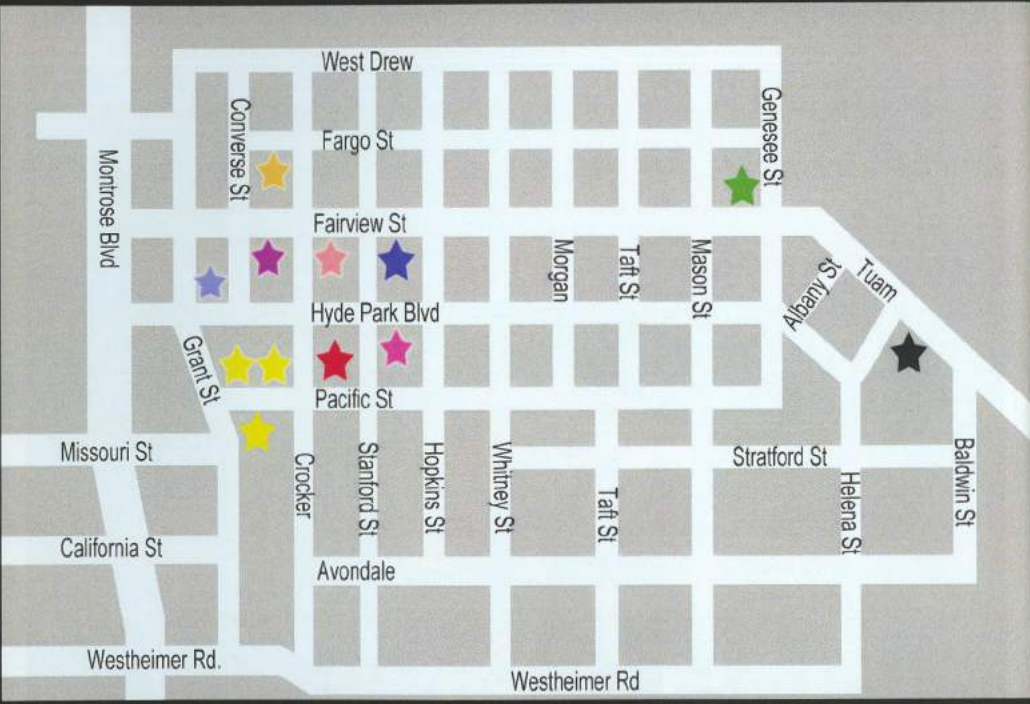 West Drew
Converse St
Genesee St
Fargo St
Montrose Blvd
Fairview St
Morgan
Taft St
Mason St
Albany St
Tuam
Hyde Park Blvd
Grant St
Pacific St
Missouri St
Crocker
Stanford St
Hopkins St
Whitney St
Stratford St
Baldwin St
Helena St
Taft St
California St
Avondale
Westheimer Rd.
Westheimer Rd